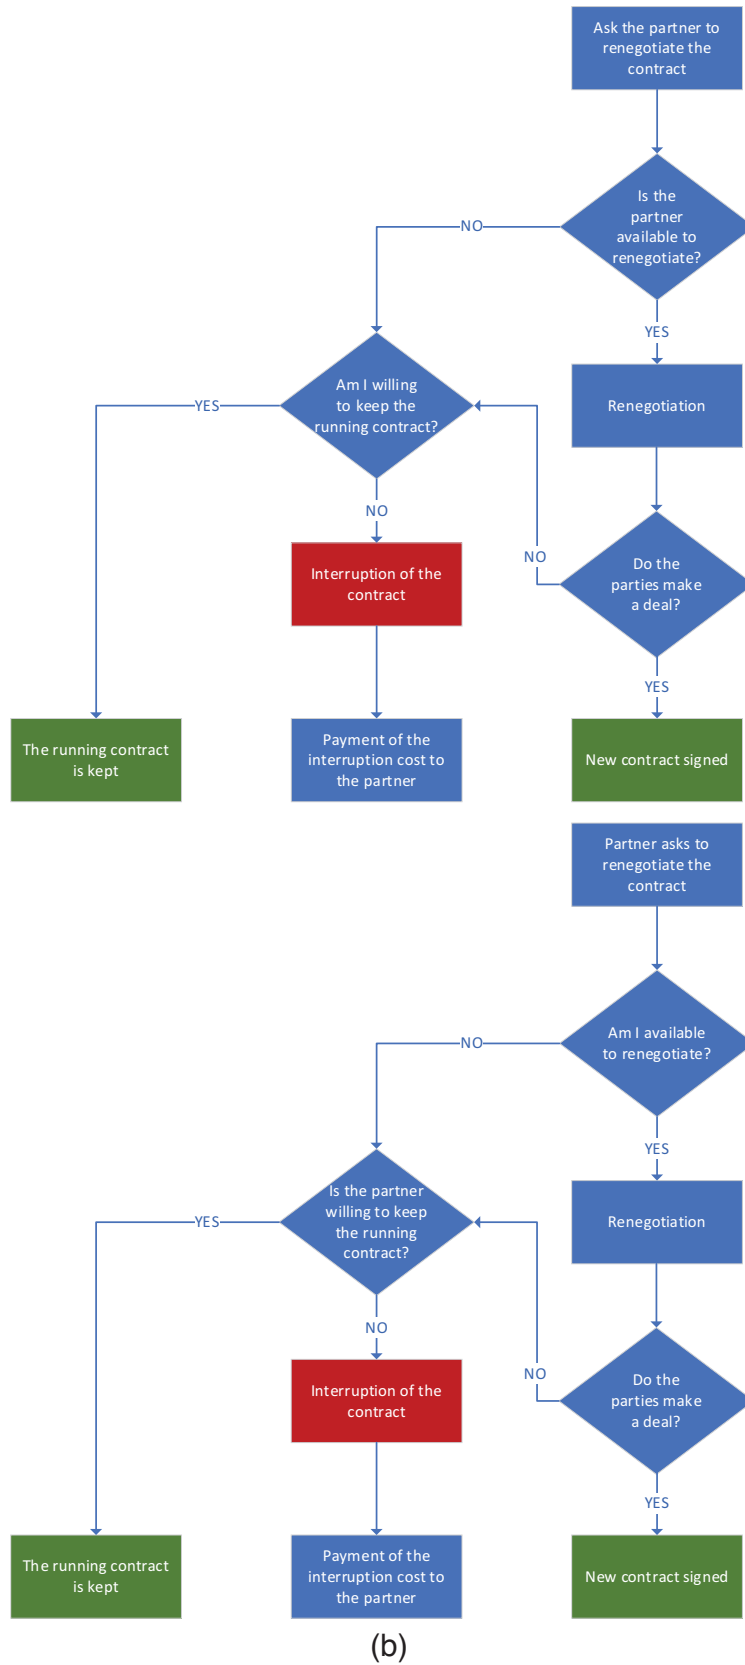 Ask the partner to
renegotiate the
contract
Is the
partner
available to
renegotiate?
NO
YES
Am I willing
to keep the
running contract?
YES
Renegotiation
NO
Interruption of the
contract
NO
Do the
parties make
a deal?
YES
The running contract
is kept
Payment of the
interruption cost to
the partner
New contract signed
Partner asks to
renegotiate the
contract
Am I available
to renegotiate?
NO
YES
Is the partner
willing to keep
the running
contract?
YES
Renegotiation
NO
Interruption of the
contract
NO
Do the
parties make
a deal?
YES
The running contract
is kept
Payment of the
interruption cost to
the partner
New contract signed
(b)